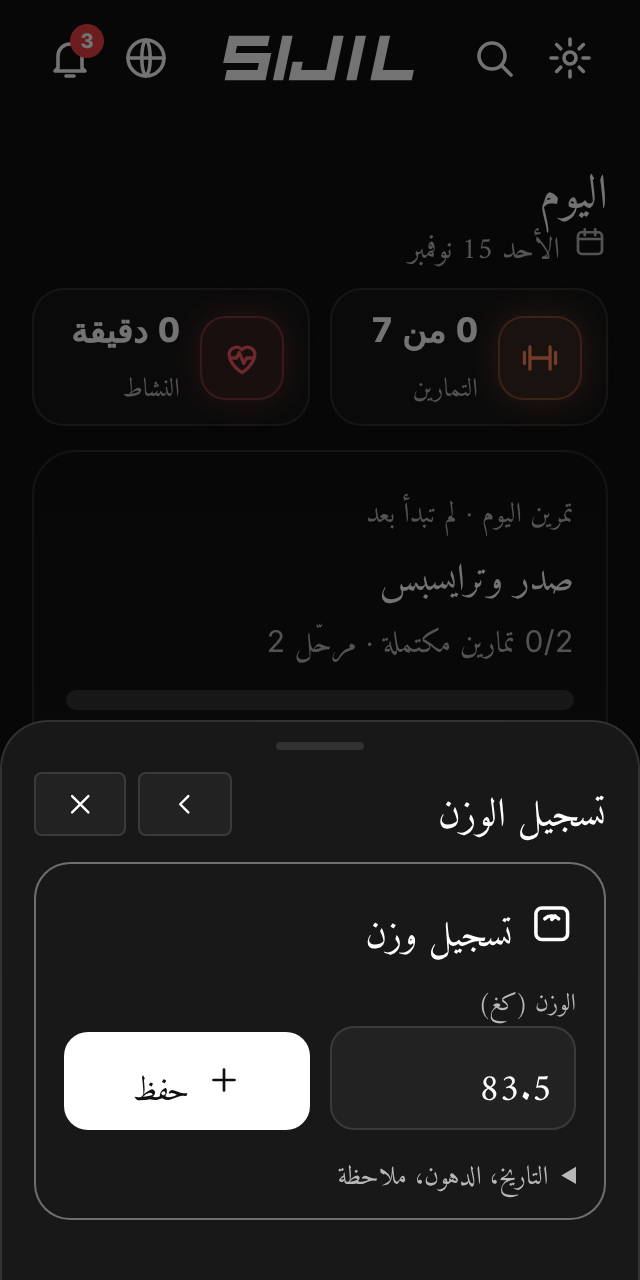 3
SIJIL
اليوم
الأحد 15 نوفمبر
0 من 7
التمارين
0 دقيقة
النشاط
تمرين اليوم · لم تبدأ بعد
صدر وترايسبس
0/2 تمارين مكتملة · مرحّل 2
تسجيل الوزن
تسجيل وزن
الوزن (كغ)
83.5
حفظ
التاريخ، الدهون، ملاحظة